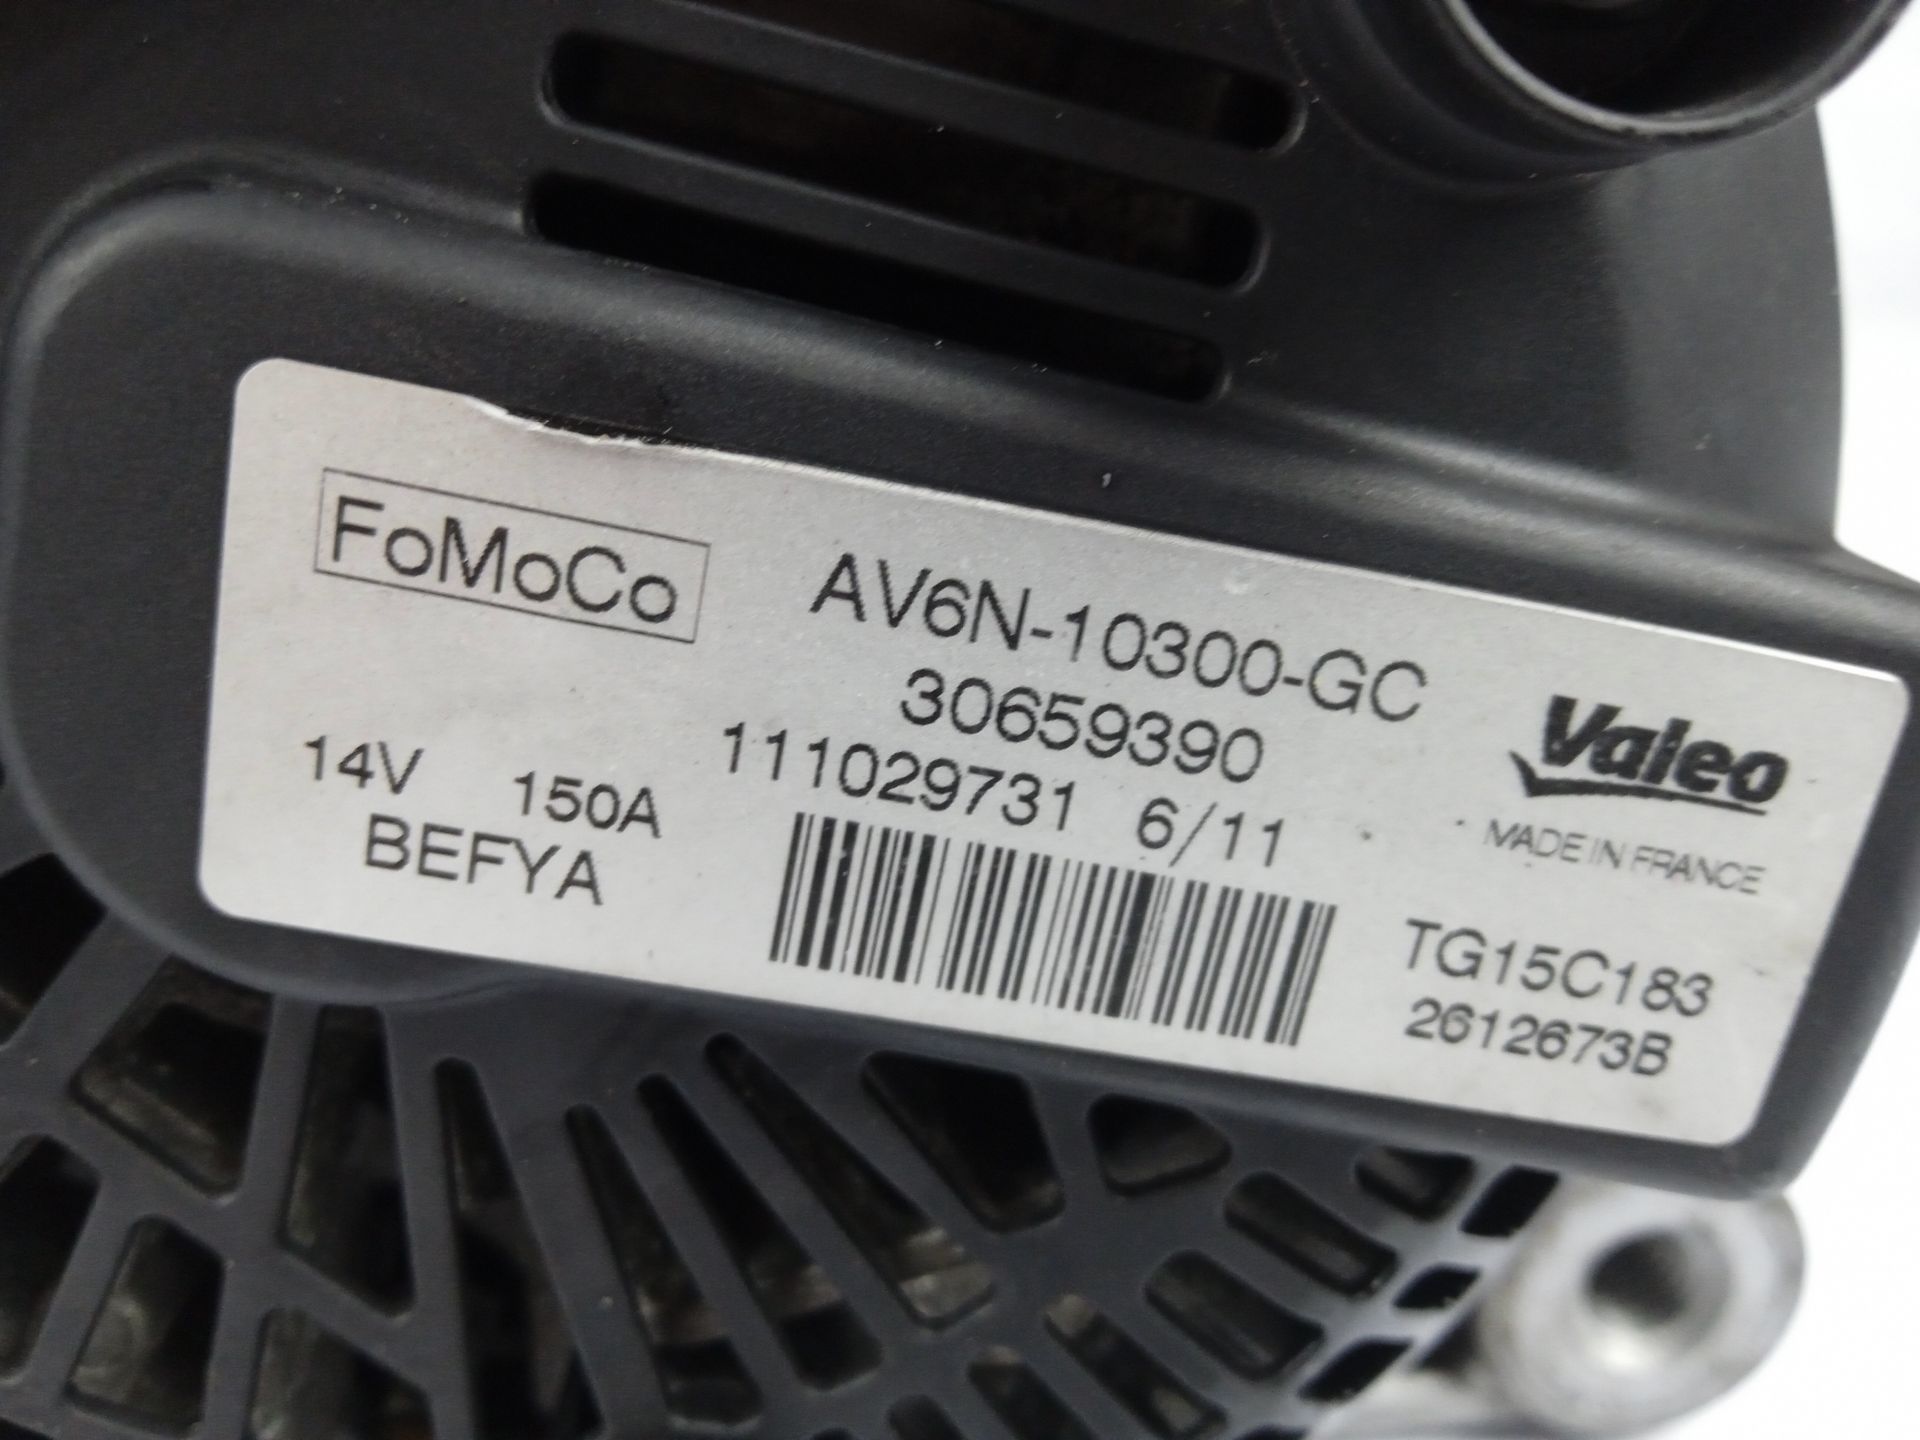 FoMoCo AV6N-10300-GC
30659390
Valeo
14V 150A 111029731 6/11
MADE IN FRANCE
BEFYA
TG15C183
2612673B